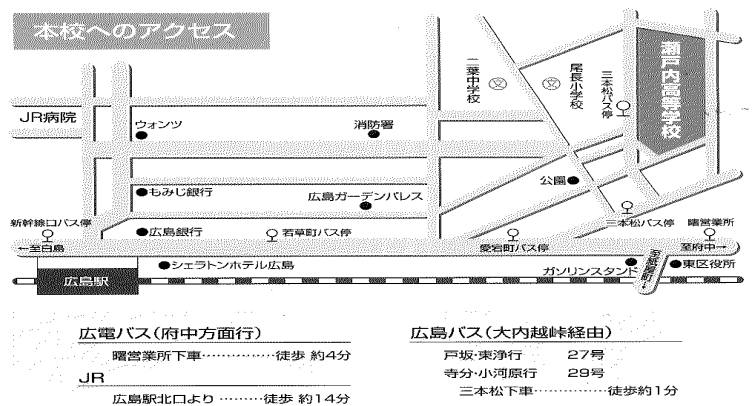 本校へのアクセス
JR病院
ウォンツ
消防署
二葉中学校
尾長小学校
三本松バス停
瀬戸内高等学校
もみじ銀行
広島ガーデンパレス
公園
新幹線口バス停
広島銀行
若草町バス停
愛宕町バス停
三本松バス停
曙営業所
←至白島
至府中→
シェラトンホテル広島
ガソリンスタンド
東区役所
広島駅
広電バス(府中方面行)
曙営業所下車…………徒歩 約4分
JR
広島駅北口より ………徒歩 約14分
広島バス(大内越峠経由)
戸坂・東浄行 27号
寺分・小河原行 29号
三本松下車…………徒歩約1分